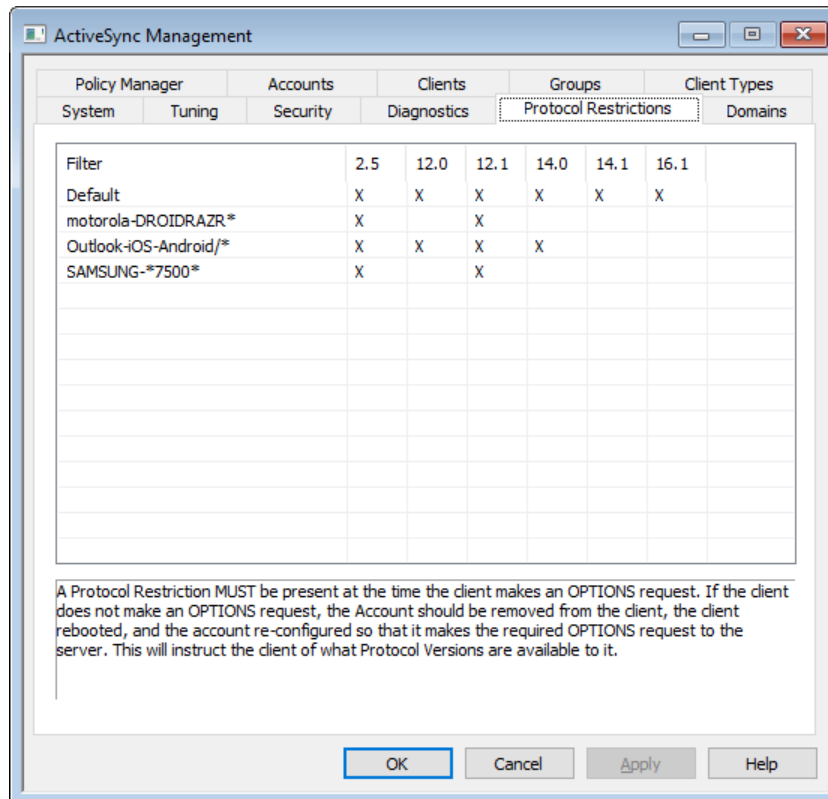 ActiveSync Management
Policy Manager Accounts Clients Groups Client Types
System Tuning Security Diagnostics Protocol Restrictions Domains
Filter 2.5 12.0 12.1 14.0 14.1 16.1
Default X X X X X X
motorola-DROIDRAZR* X X
Outlook-iOS-Android/* X X X X
SAMSUNG-*7500* X X
A Protocol Restriction MUST be present at the time the client makes an OPTIONS request. If the client
does not make an OPTIONS request, the Account should be removed from the client, the client
rebooted, and the account re-configured so that it makes the required OPTIONS request to the
server. This will instruct the client of what Protocol Versions are available to it.
OK Cancel Apply Help